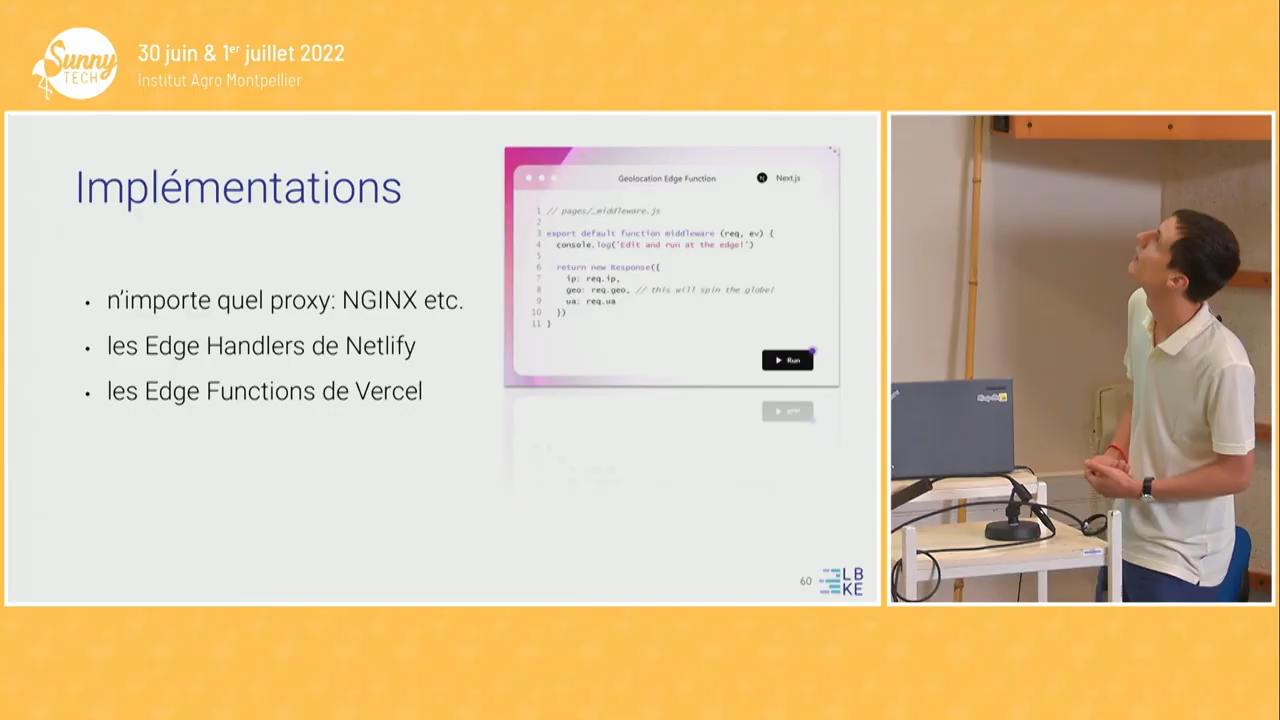 Sunny
TECH
30 juin & 1er juillet 2022
Institut Agro Montpellier
Implémentations
• n'importe quel proxy: NGINX etc.
• les Edge Handlers de Netlify
• les Edge Functions de Vercel
Geolocation Edge Function
Next.js
1 // pages/_middleware.js
2
3 export default function middleware (req, ev) {
4 console.log('Edit and run at the edge!')
5
6 return new Response({
7 ip: req.ip,
8 geo: req.geo, // this will spin the globe!
9 ua: req.ua
10 })
11 }
Run
60
LB
KE